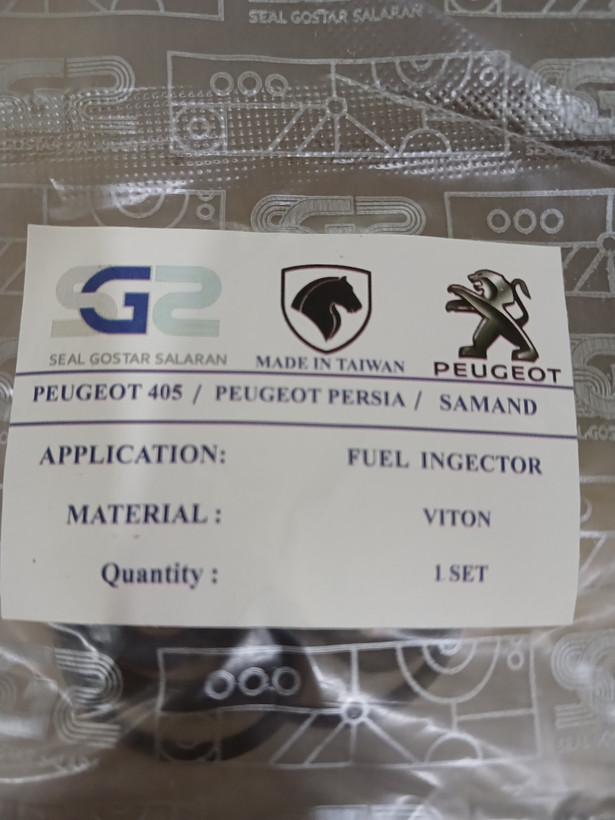 SEAL GOSTAR SALARAN
SGS
SEAL GOSTAR SALARAN
MADE IN TAIWAN
PEUGEOT
PEUGEOT 405 / PEUGEOT PERSIA / SAMAND
APPLICATION: FUEL INGECTOR
MATERIAL : VITON
Quantity : 1 SET